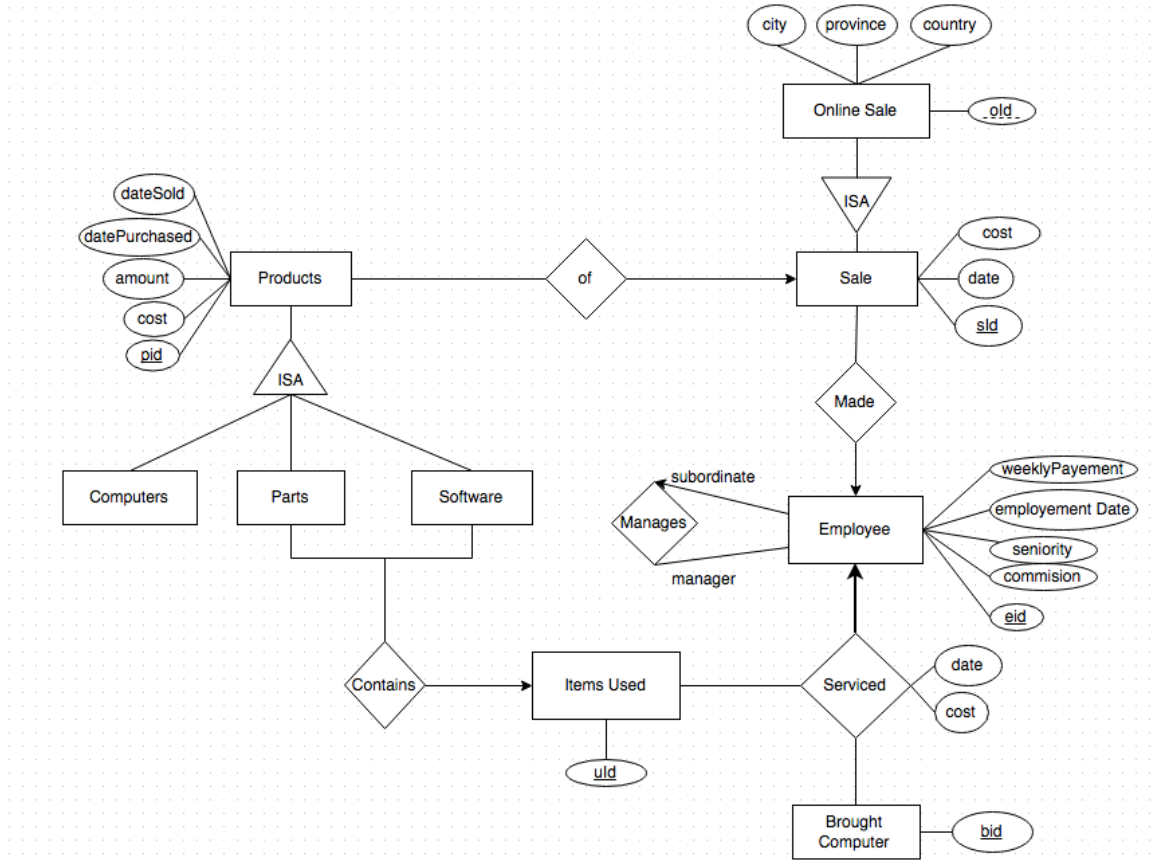 city
province
country
Online Sale
oId
ISA
dateSold
datePurchased
amount
cost
pid
Products
of
Sale
cost
date
sId
ISA
Made
Computers
Parts
Software
subordinate
Manages
manager
Employee
weeklyPayement
employement Date
seniority
commision
eid
Contains
Items Used
Serviced
date
cost
uId
Brought
Computer
bid